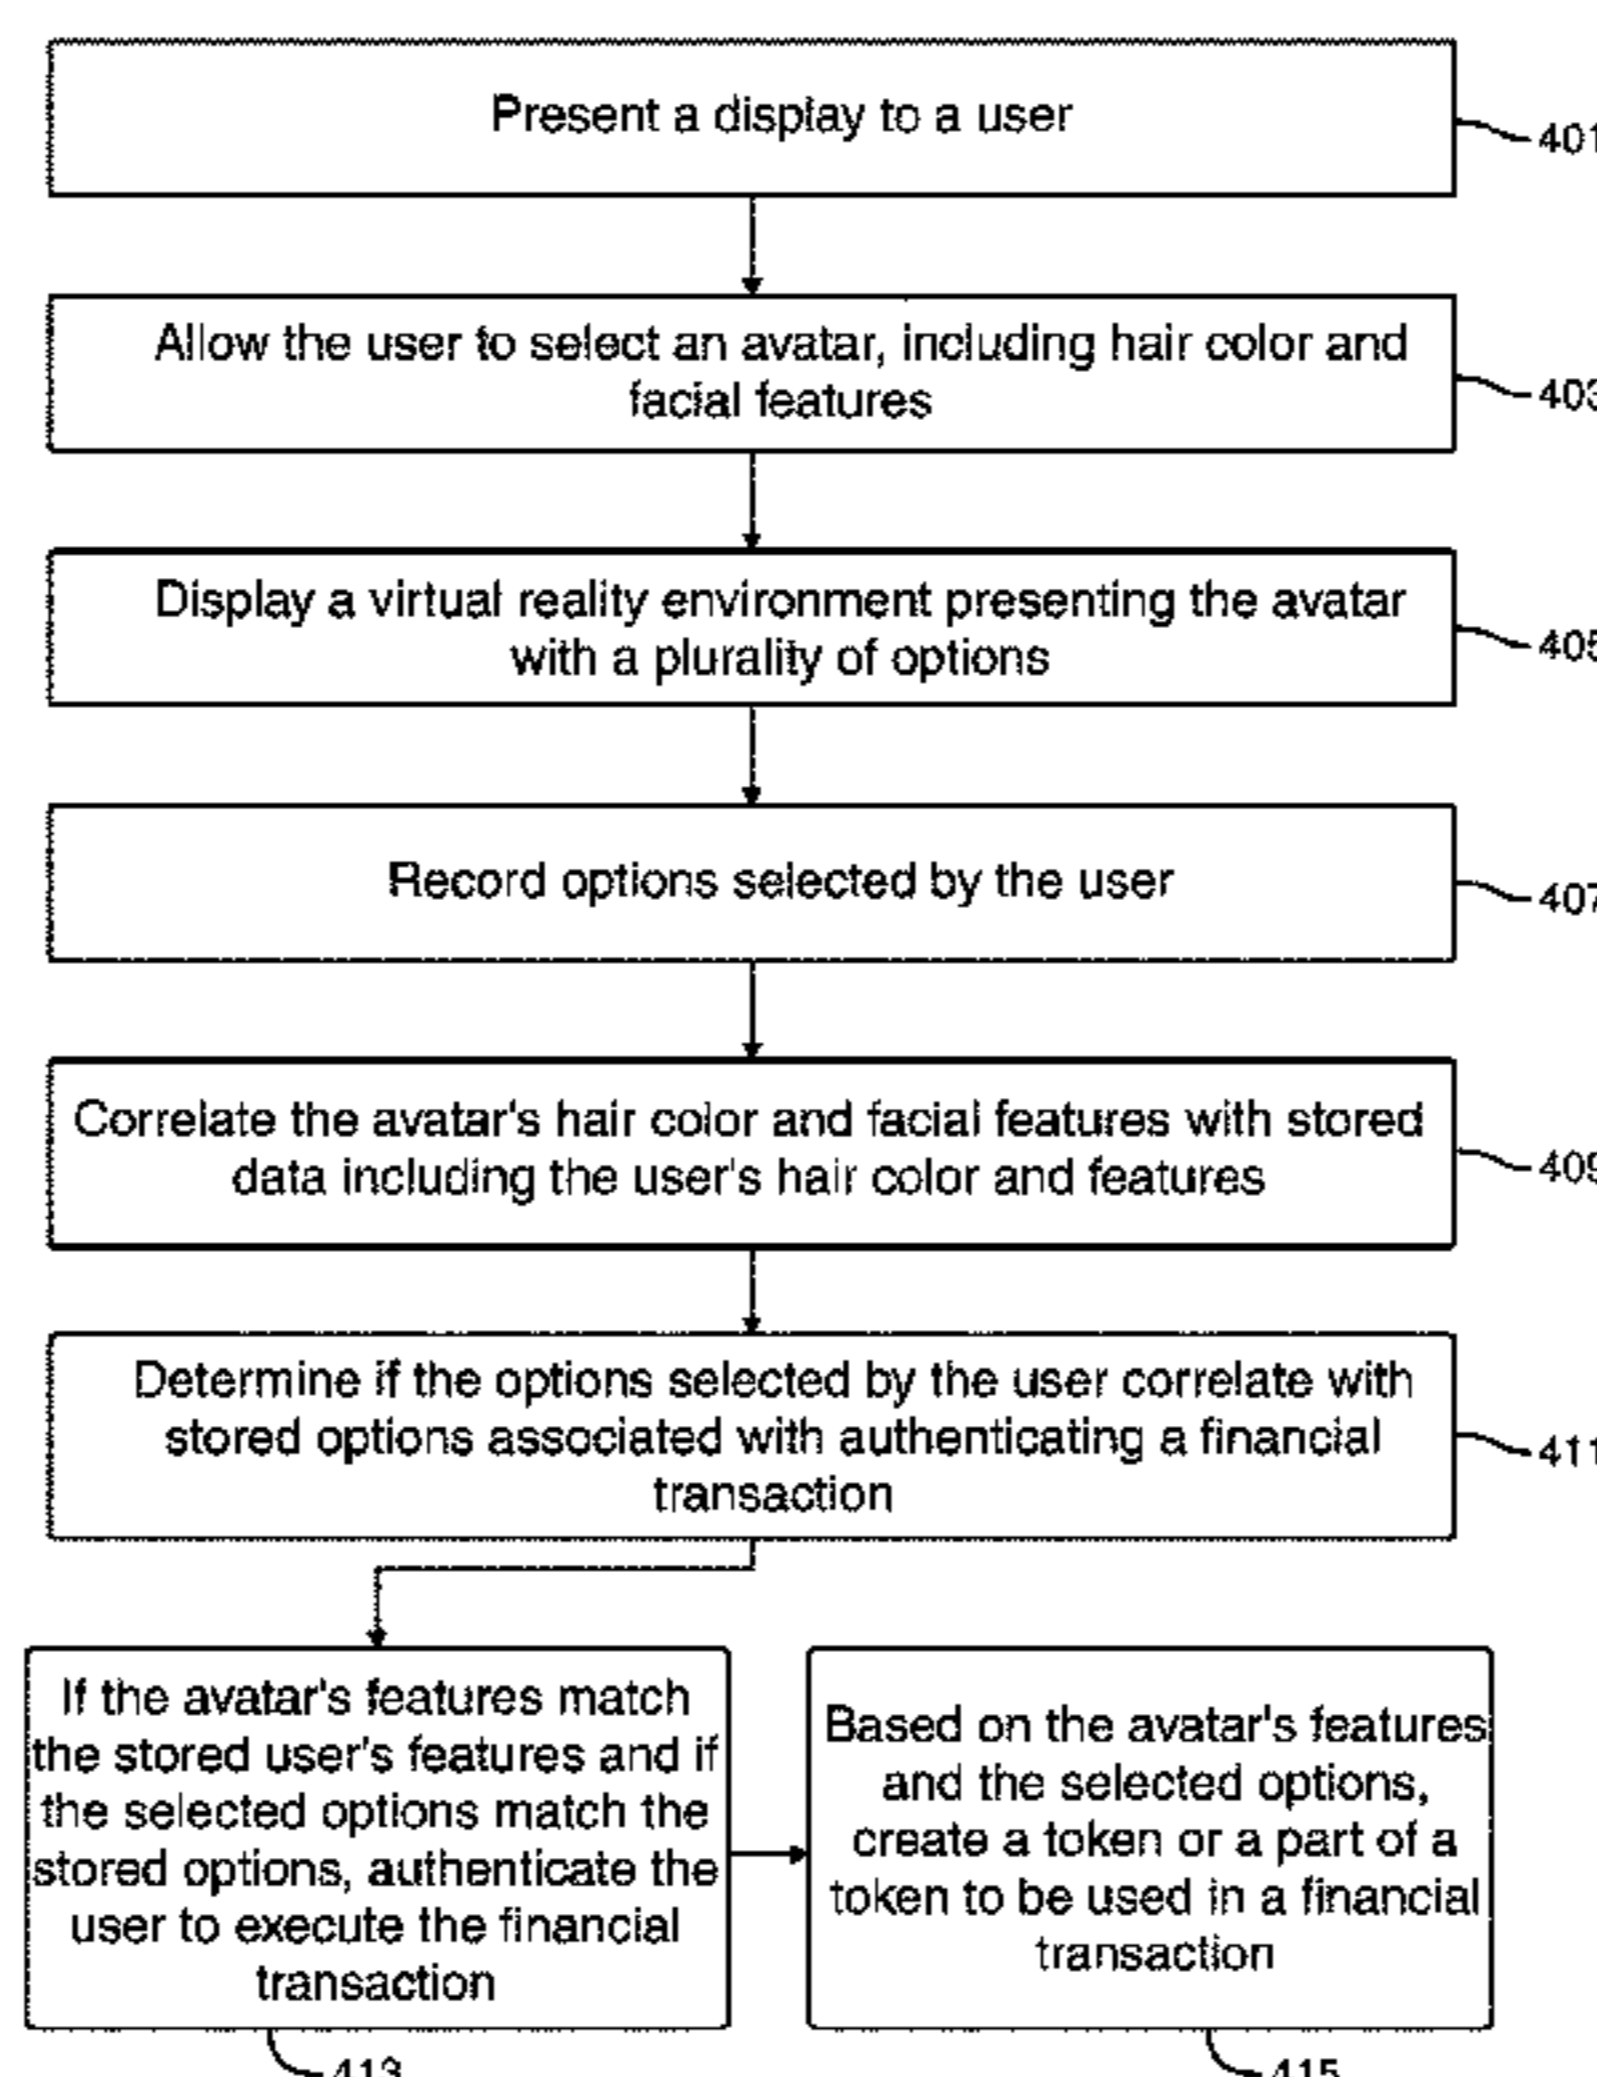 Present a display to a user
401
Allow the user to select an avatar, including hair color and
facial features
403
Display a virtual reality environment presenting the avatar
with a plurality of options
405
Record options selected by the user
407
Correlate the avatar's hair color and facial features with stored
data including the user's hair color and features
409
Determine if the options selected by the user correlate with
stored options associated with authenticating a financial
transaction
411
If the avatar's features match
the stored user's features and if
the selected options match the
stored options, authenticate the
user to execute the financial
transaction
413
Based on the avatar's features
and the selected options,
create a token or a part of a
token to be used in a financial
transaction
415